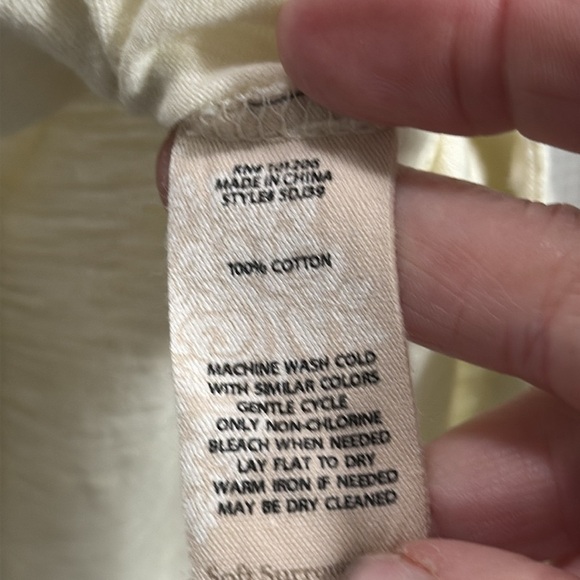 MADE IN CHINA
100% COTTON
MACHINE WASH COLD
WITH SIMILAR COLORS
GENTLE CYCLE
ONLY NON-CHLORINE
BLEACH WHEN NEEDED
LAY FLAT TO DRY
WARM IRON IF NEEDED
MAY BE DRY CLEANED
Soft